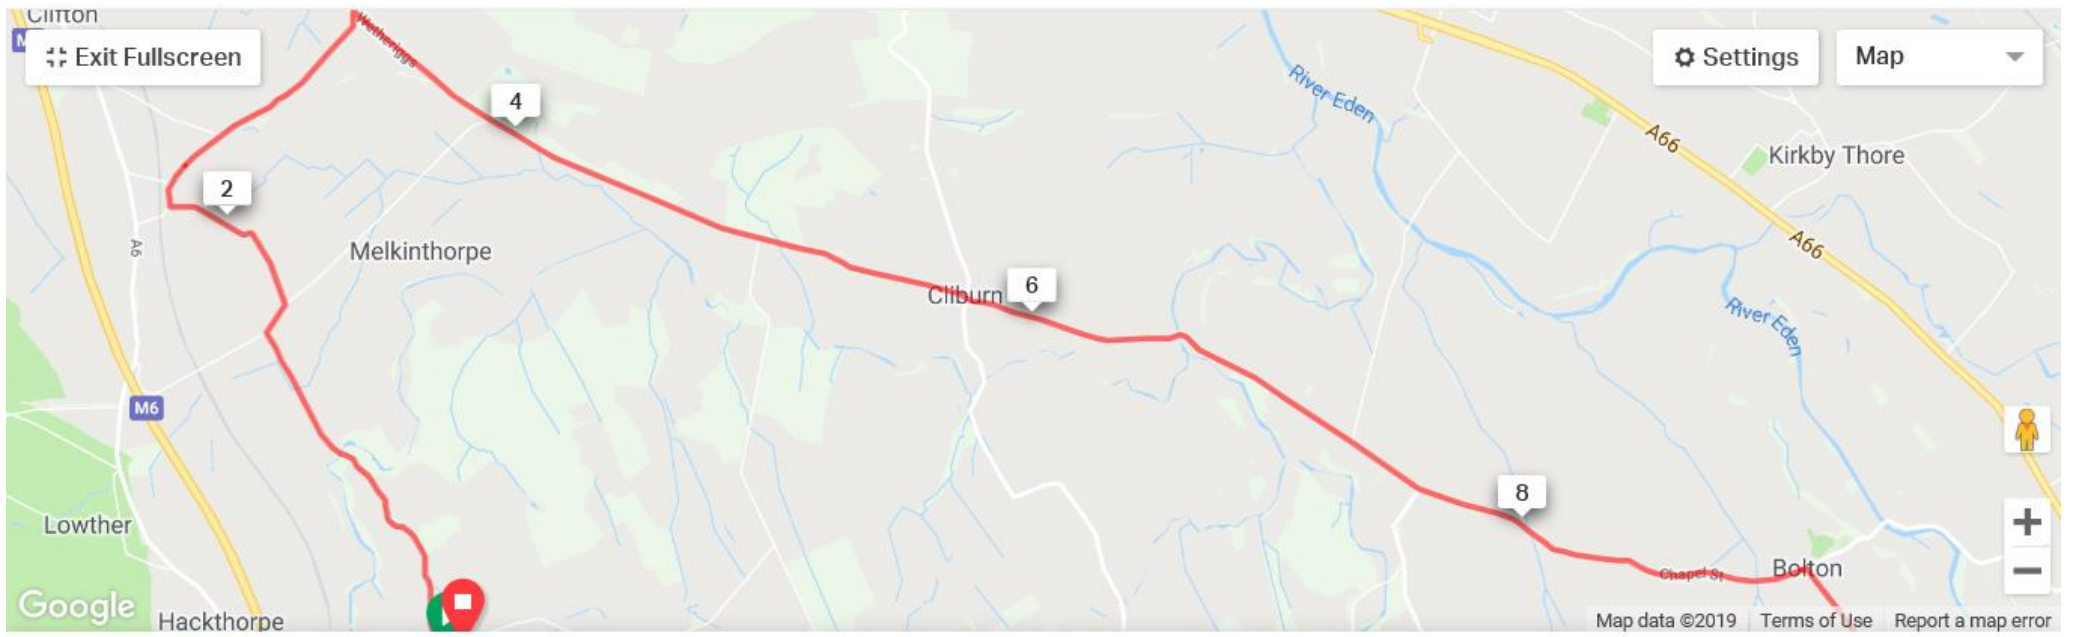 Clifton
M
Exit Fullscreen
Wetheriggs
Settings
Map
River Eden
4
A66
Kirkby Thore
2
A6
Melkinthorpe
A66
Cliburn
6
River Eden
M6
8
Lowther
Chapel St
Bolton
Google
Hackthorpe
Map data ©2019
Terms of Use
Report a map error